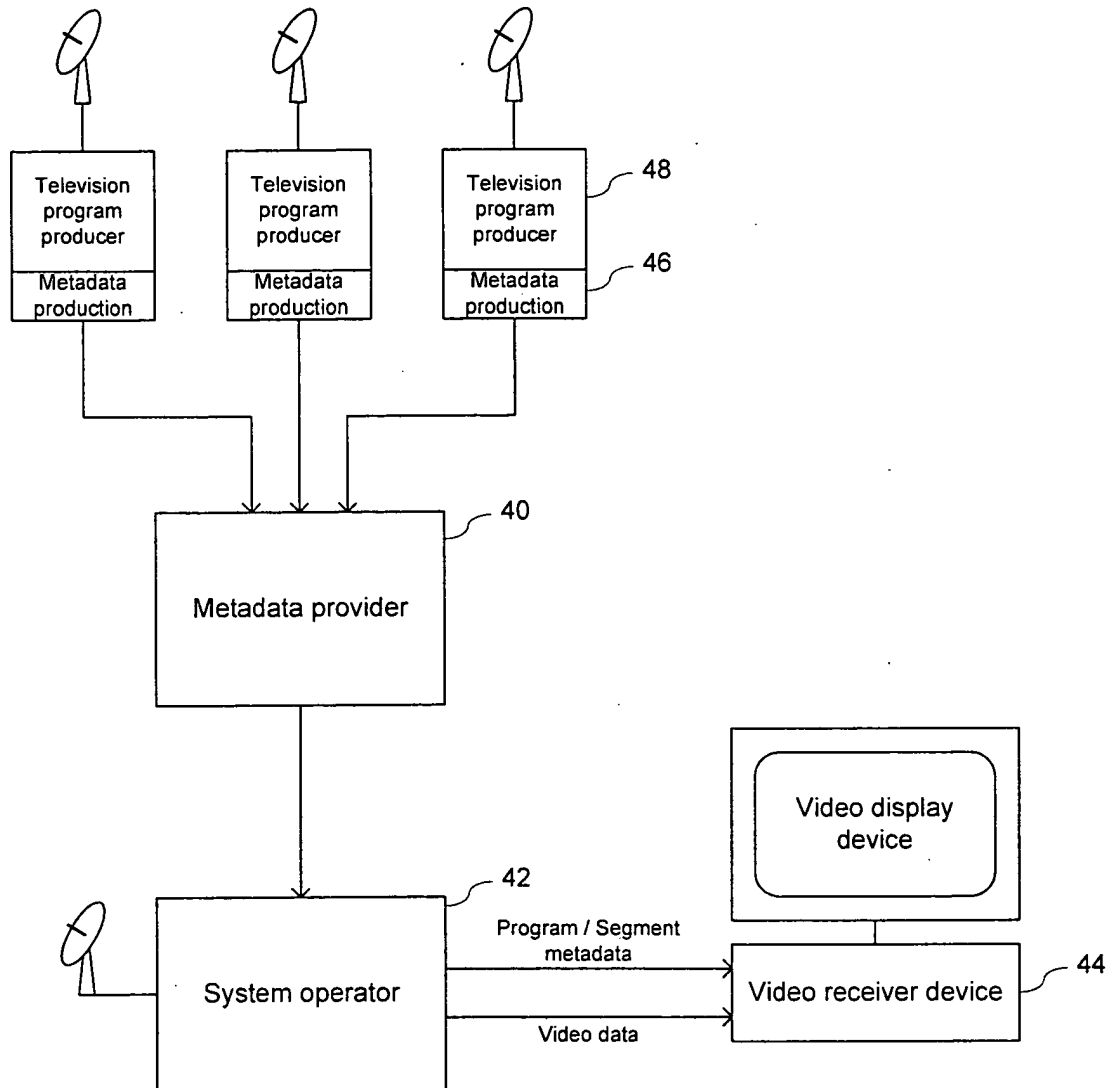 Television
program
producer
Television
program
producer
Television
program
producer
48
Metadata
production
Metadata
production
Metadata
production
46
40
Metadata provider
42
Video display
device
Program / Segment
metadata
System operator
Video receiver device
44
Video data